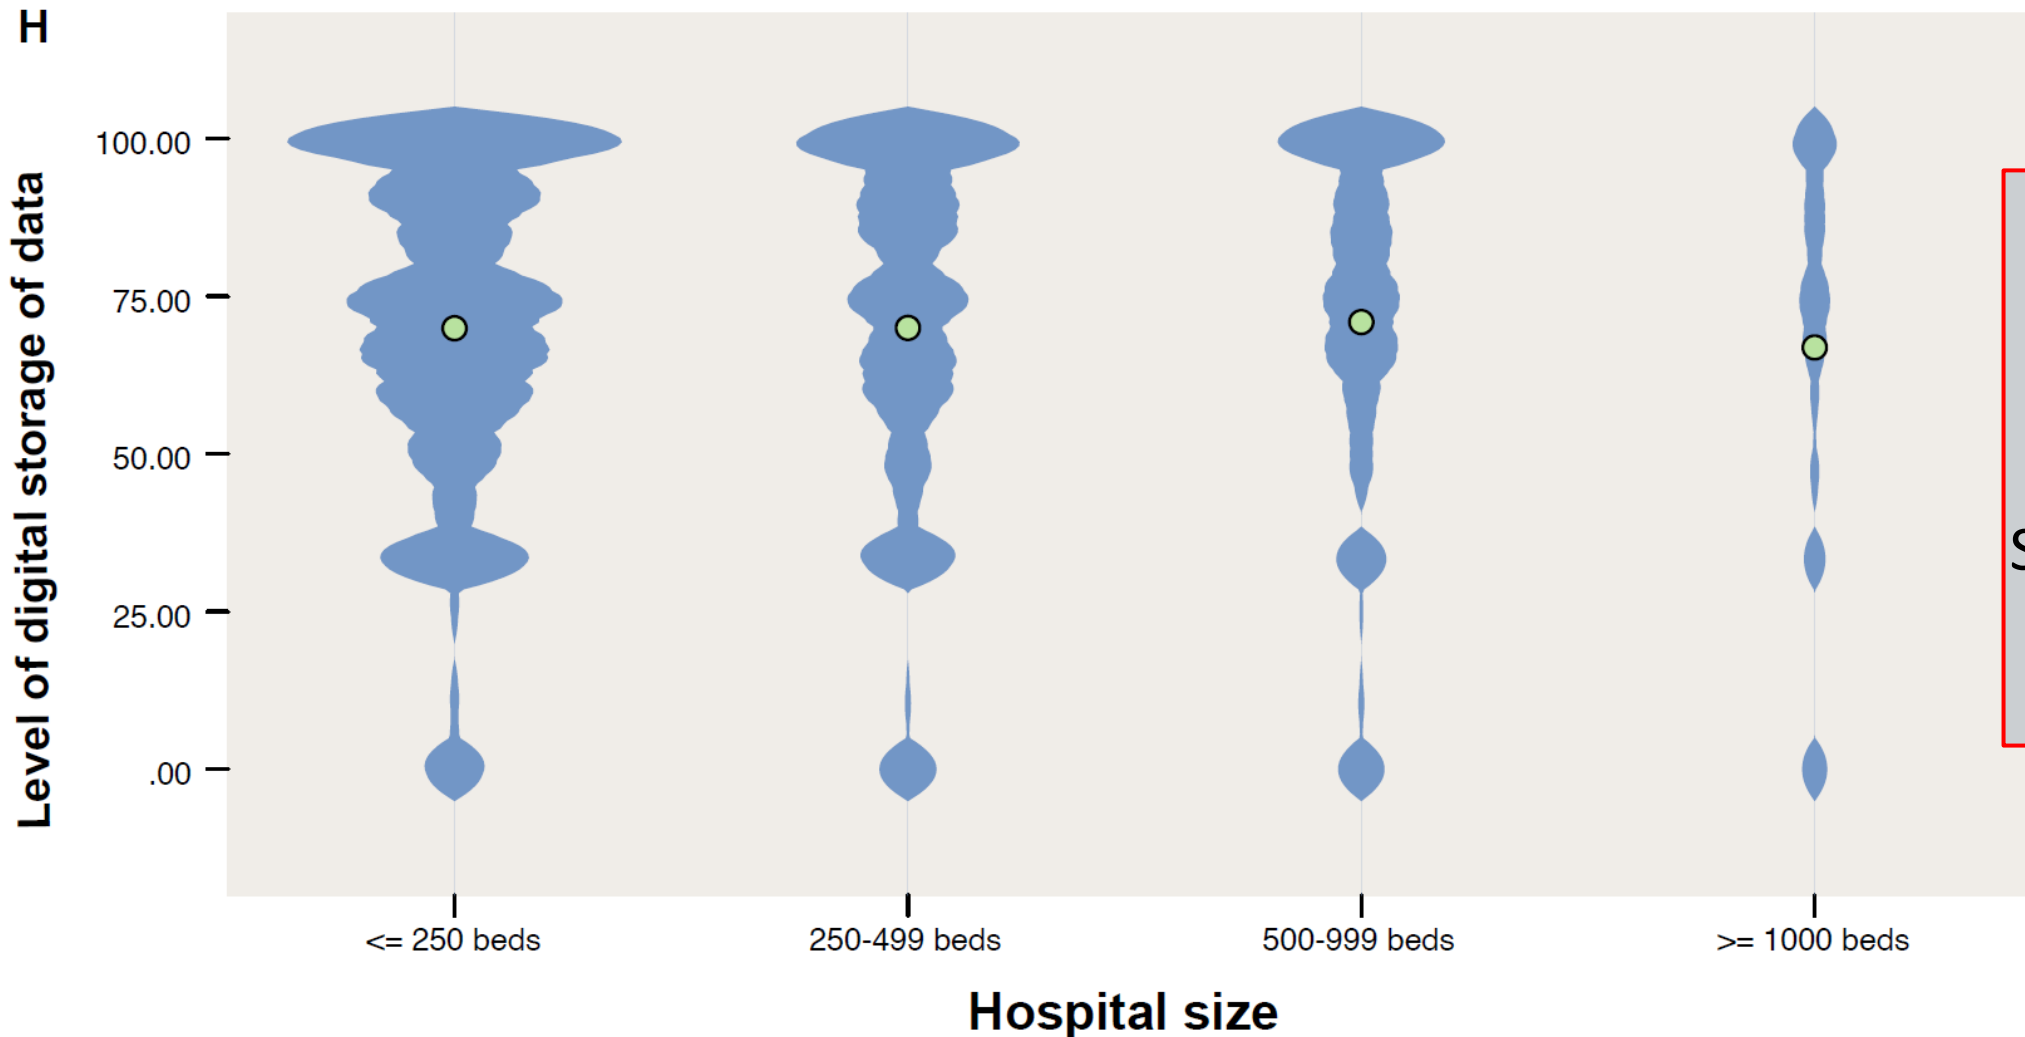 H
Level of digital storage of data
100.00
75.00
50.00
25.00
.00
S
<= 250 beds
250-499 beds
500-999 beds
>= 1000 beds
Hospital size